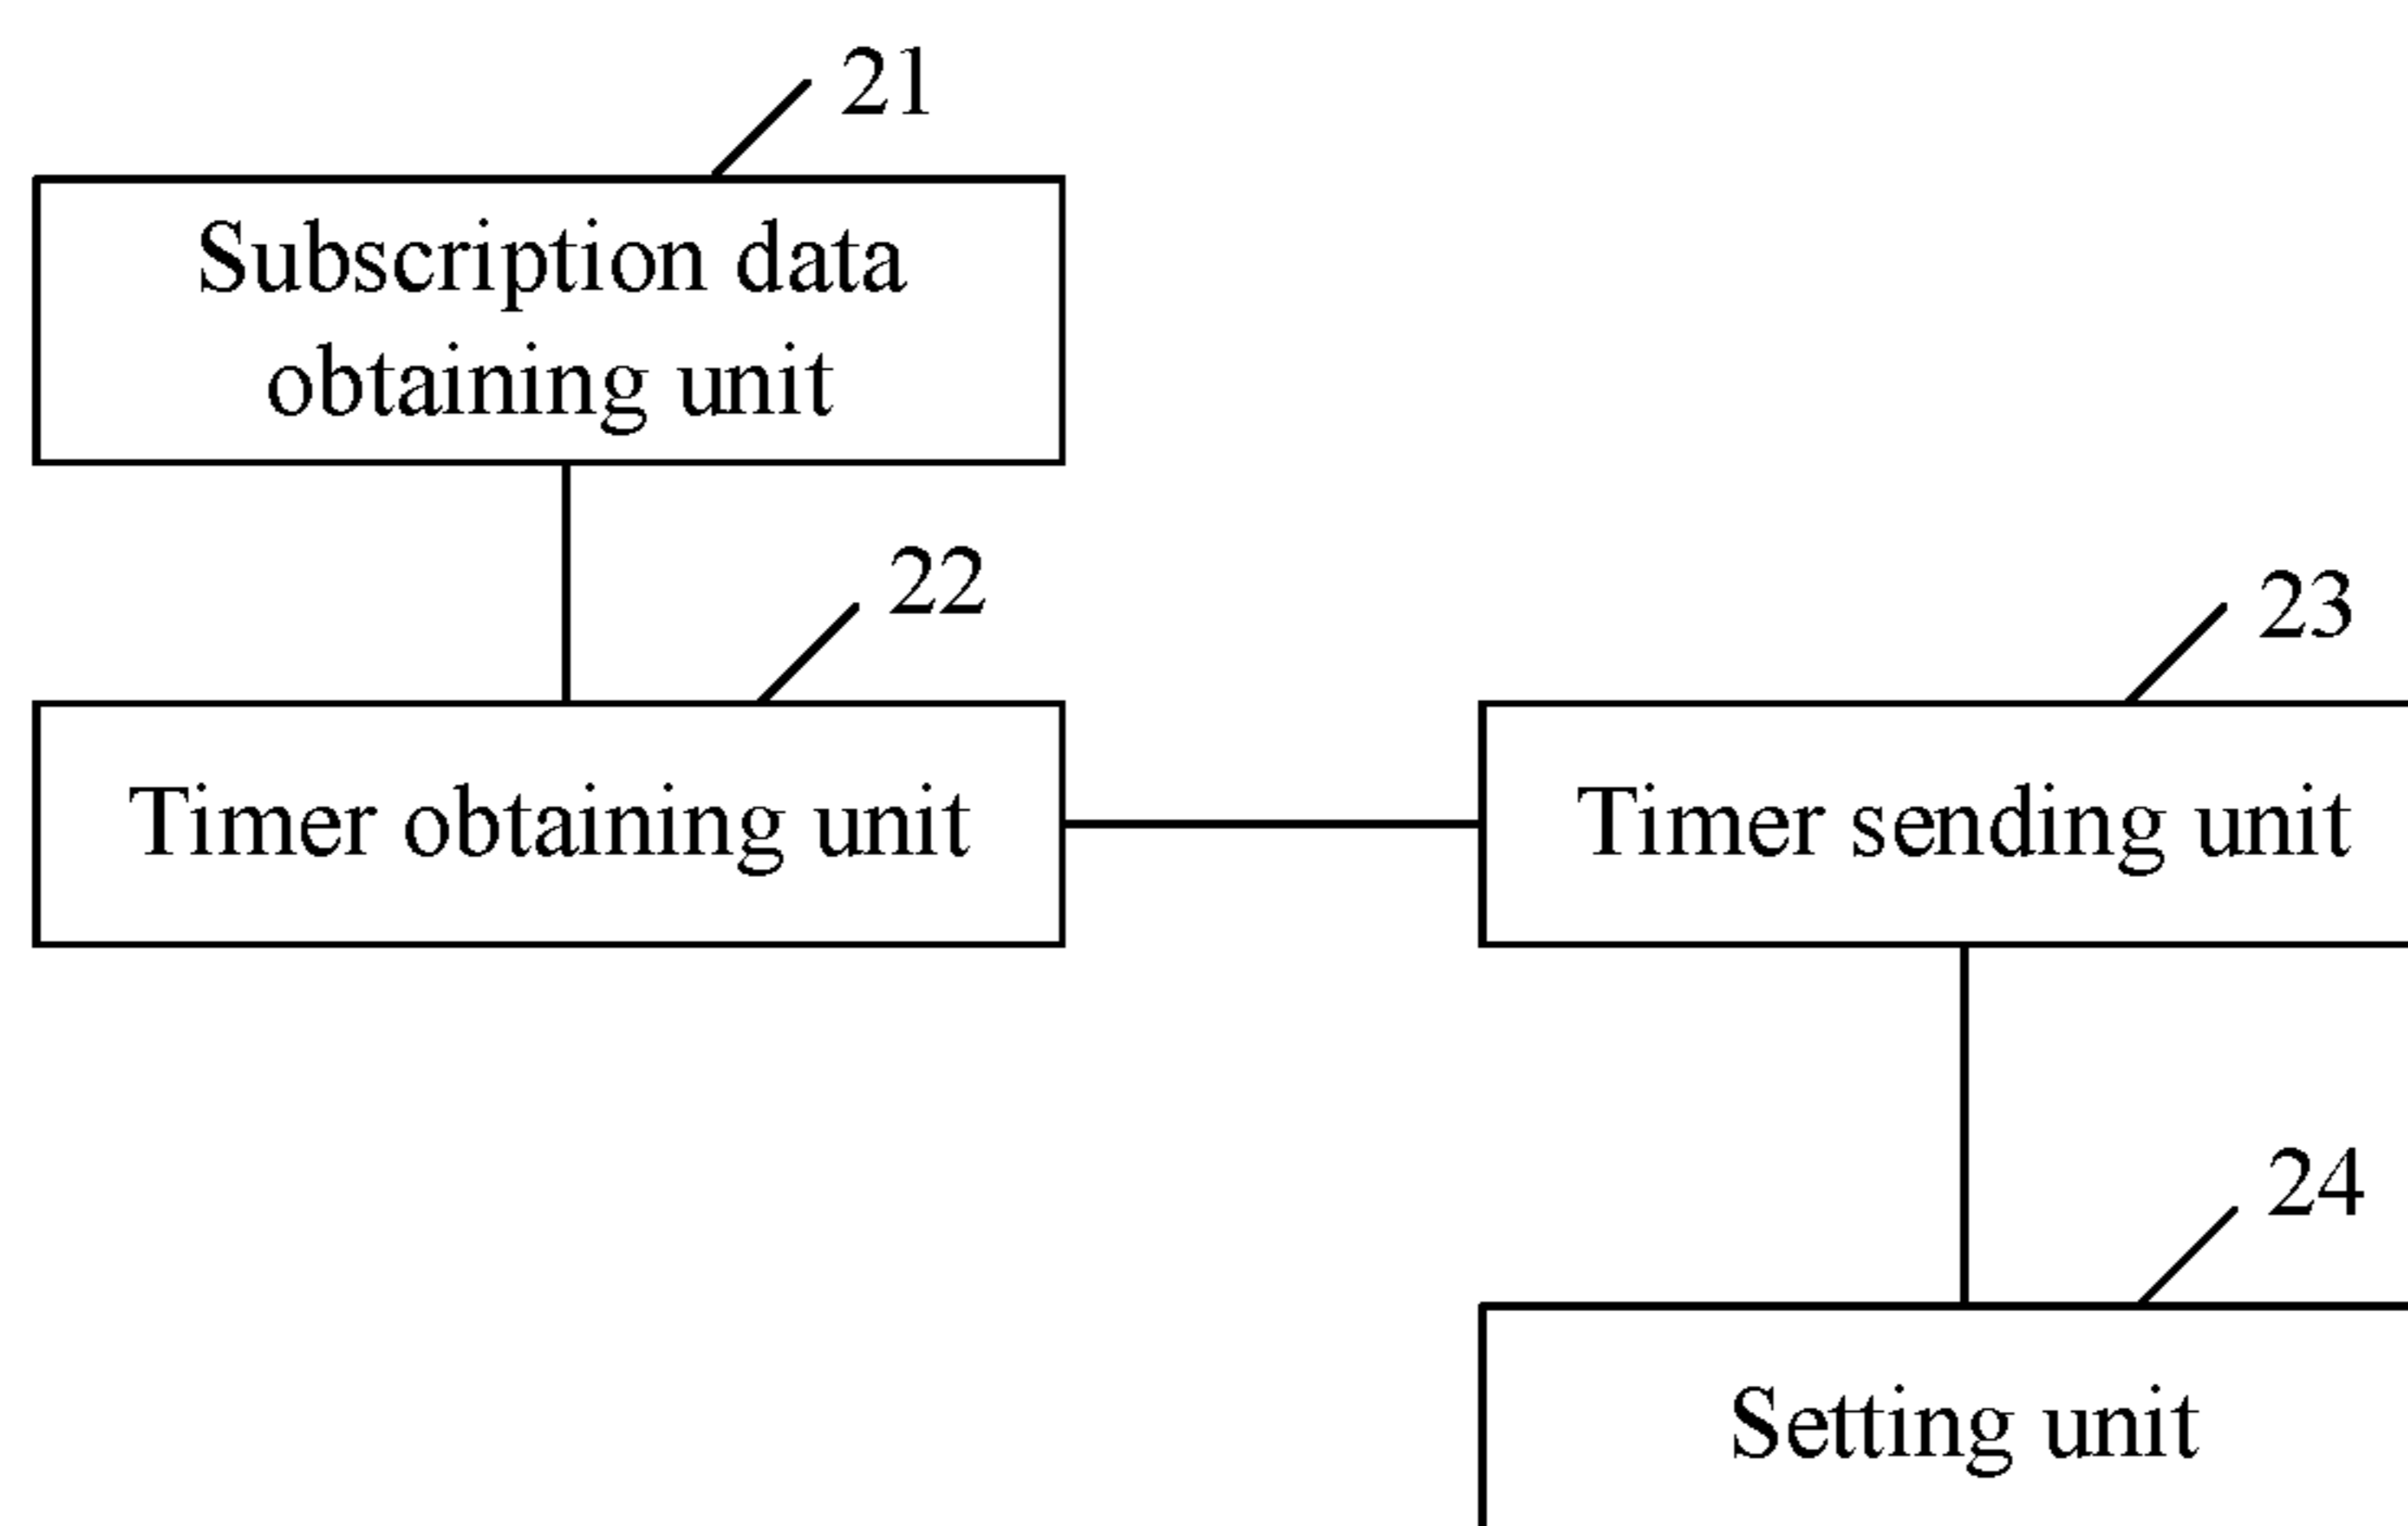 21
Subscription data
obtaining unit
22
Timer obtaining unit
23
Timer sending unit
24
Setting unit